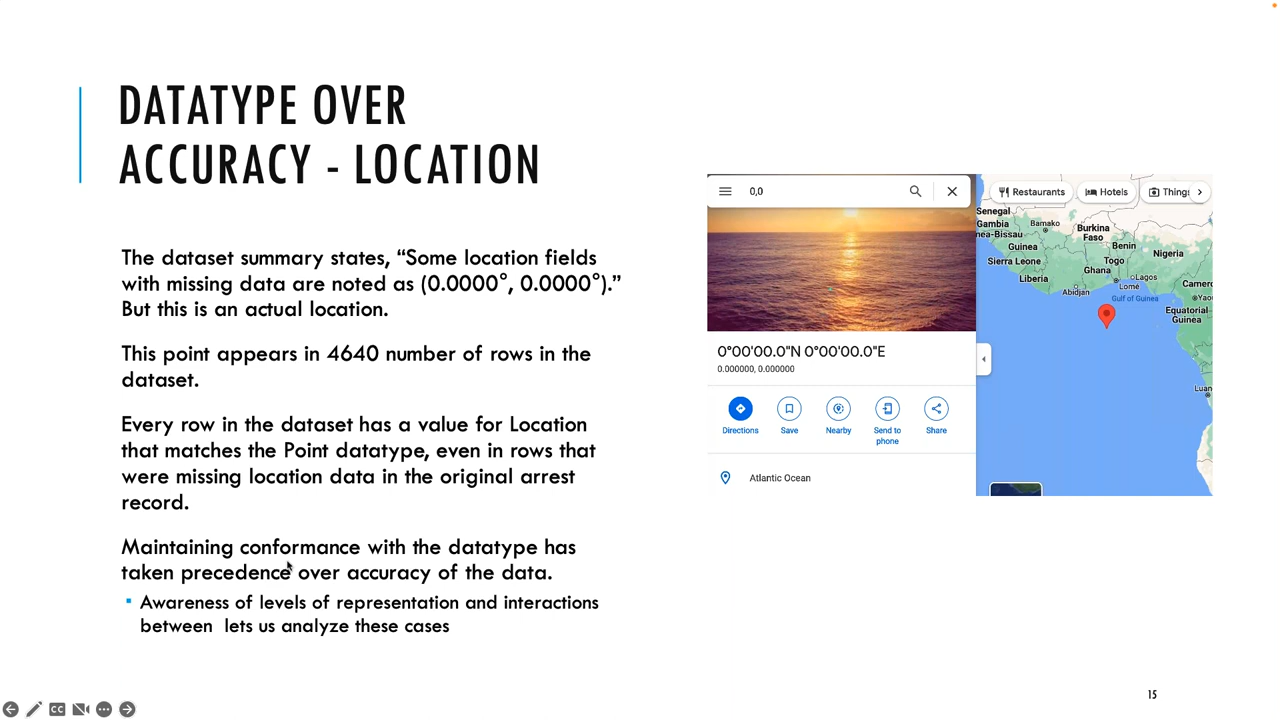 DATATYPE OVER
ACCURACY - LOCATION
The dataset summary states, “Some location fields
with missing data are noted as (0.0000°, 0.0000°).”
But this is an actual location.
This point appears in 4640 number of rows in the
dataset.
Every row in the dataset has a value for Location
that matches the Point datatype, even in rows that
were missing location data in the original arrest
record.
Maintaining conformance with the datatype has
taken precedence over accuracy of the data.
Awareness of levels of representation and interactions
between lets us analyze these cases
0,0
0°00'00.0"N 0°00'00.0"E
0.000000, 0.000000
Directions
Save
Nearby
Send to
phone
Share
Atlantic Ocean
Restaurants
Hotels
Things
Senegal
Gambia
nea-Bissau
Bamako
Burkina
Faso
Guinea
Benin
Sierra Leone
Togo
Nigeria
Ghana
Liberia
Lagos
Lomé
Abidjan
Gulf of Guinea
Camero
Yaou
Equatorial
Guinea
Luan
15
CC